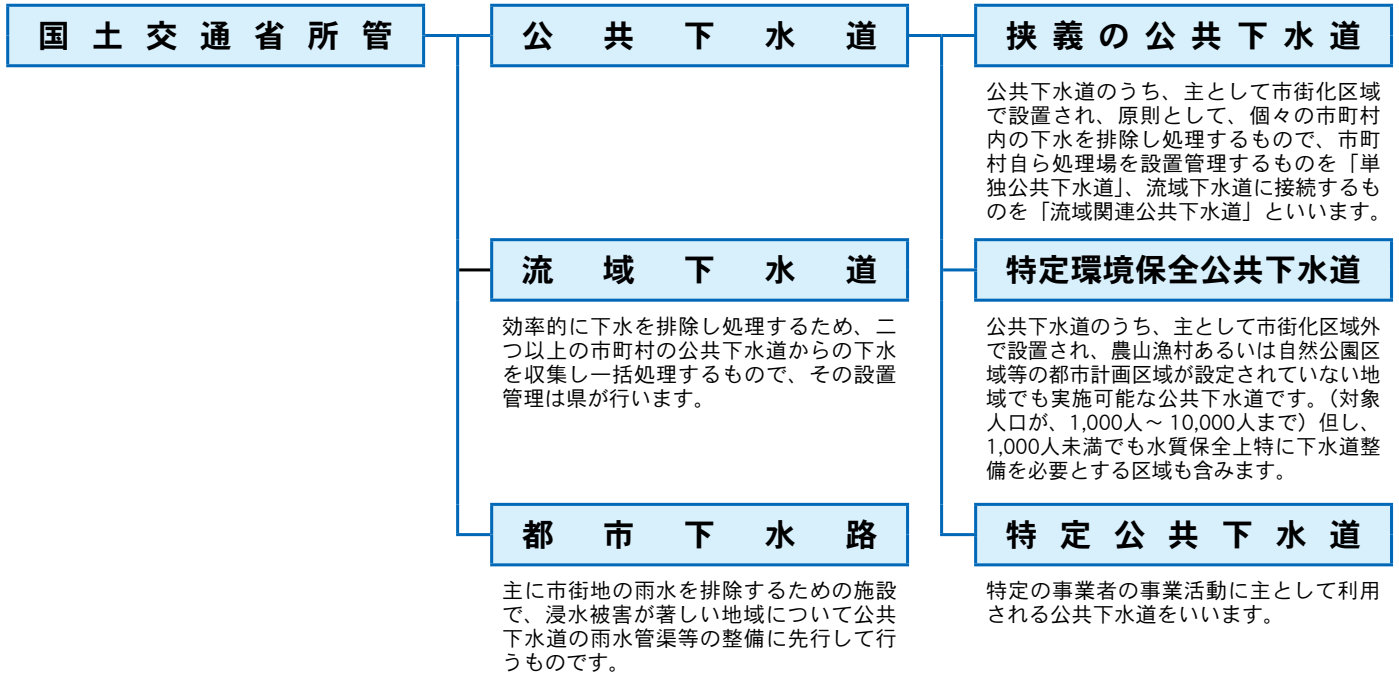 国土交通省所管
公共下水道
狭義の公共下水道
公共下水道のうち、主として市街化区域
で設置され、原則として、個々の市町村
内の下水を排除し処理するもので、市町
村自ら処理場を設置管理するものを「単
独公共下水道」、流域下水道に接続するも
のを「流域関連公共下水道」といいます。
流域下水道
効率的に下水を排除し処理するため、二
つ以上の市町村の公共下水道からの下水
を収集し一括処理するもので、その設置
管理は県が行います。
特定環境保全公共下水道
公共下水道のうち、主として市街化区域外
で設置され、農山漁村あるいは自然公園区
域等の都市計画区域が設定されていない地
域でも実施可能な公共下水道です。（対象
人口が、1,000人～10,000人まで）但し、
1,000人未満でも水質保全上特に下水道整
備を必要とする区域も含みます。
都市下水路
主に市街地の雨水を排除するための施設
で、浸水被害が著しい地域について公共
下水道の雨水管渠等の整備に先行して行
うものです。
特定公共下水道
特定の事業者の事業活動に主として利用
される公共下水道をいいます。